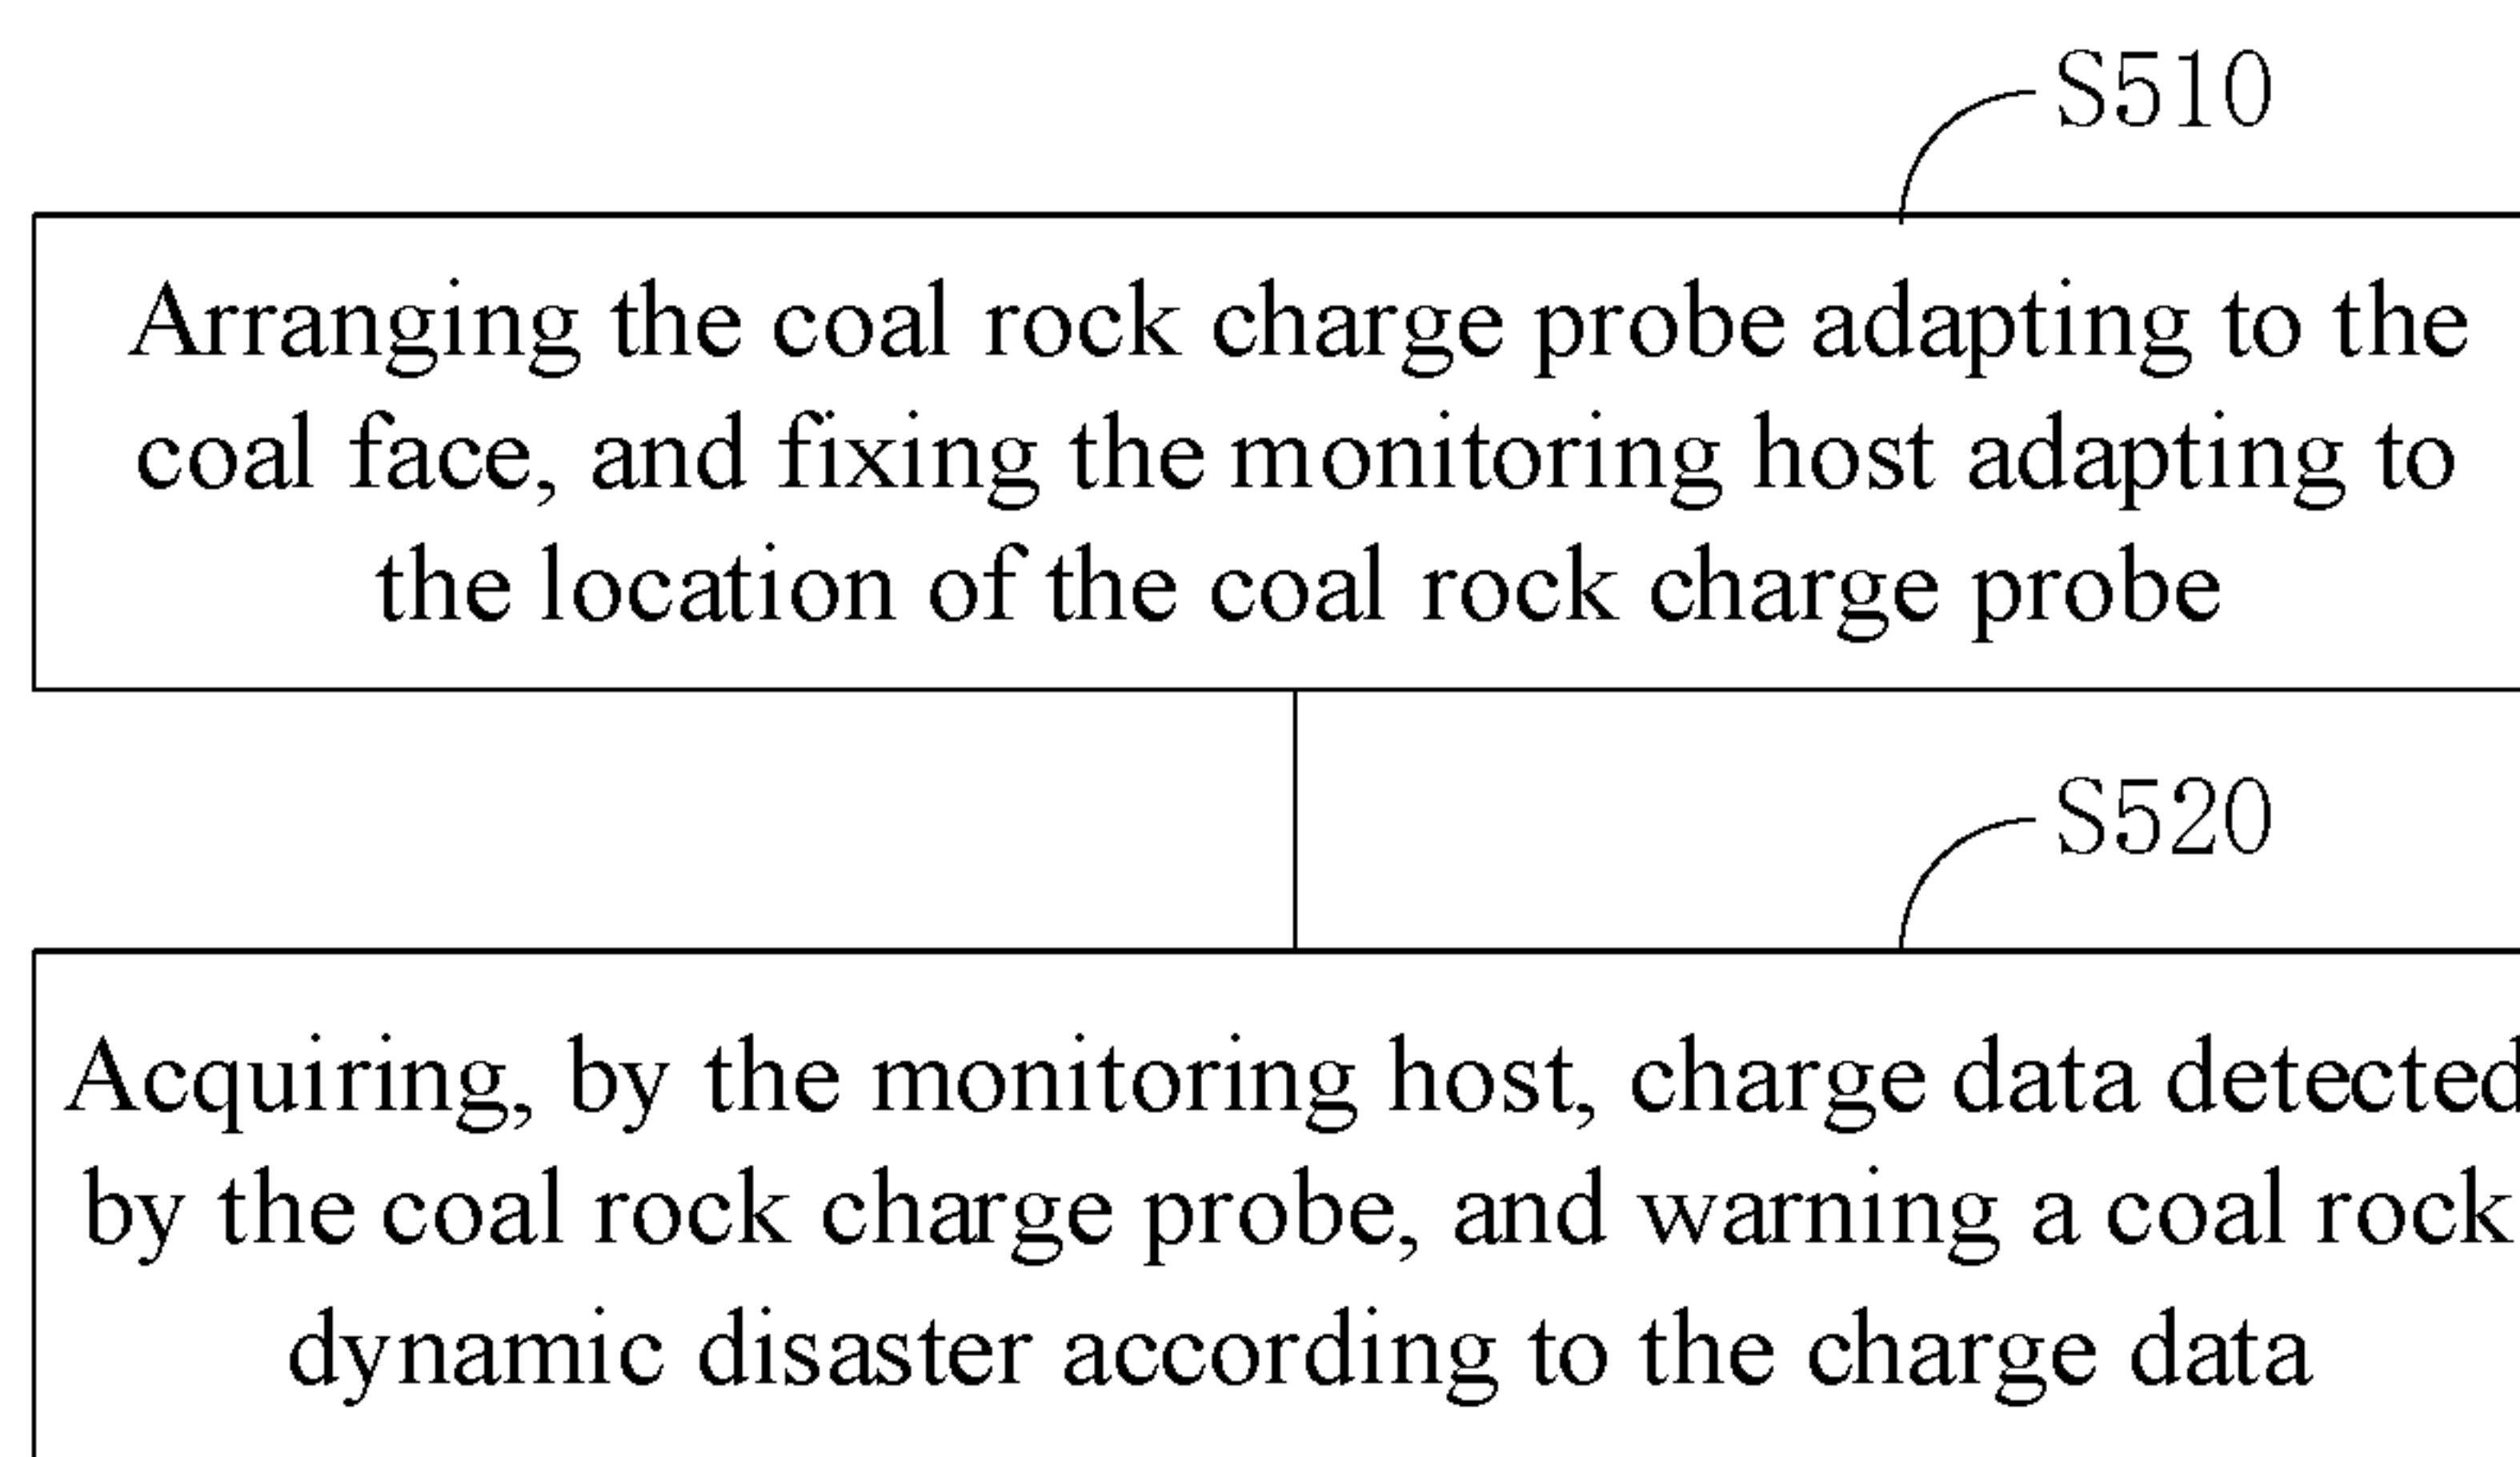 S510
Arranging the coal rock charge probe adapting to the
coal face, and fixing the monitoring host adapting to
the location of the coal rock charge probe
S520
Acquiring, by the monitoring host, charge data detected
by the coal rock charge probe, and warning a coal rock
dynamic disaster according to the charge data